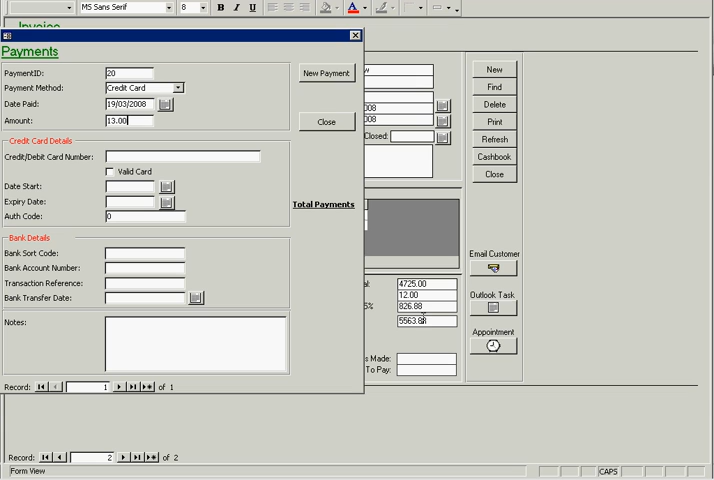 MS Sans Serif 8 B I U A
Invoice
Payments
PaymentID: 20
Payment Method: Credit Card
Date Paid: 19/03/2008
Amount: 13.00
New Payment
Close
Credit Card Details
Credit/Debit Card Number:
Valid Card
Date Start:
Expiry Date:
Auth Code: 0
Total Payments
Bank Details
Bank Sort Code:
Bank Account Number:
Transaction Reference:
Bank Transfer Date:
Notes:
Record: 1 of 1
008
008
Closed:
4725.00
12.00
5% 826.88
5563.88
s Made:
To Pay:
New
Find
Delete
Print
Refresh
Cashbook
Close
Email Customer
Outlook Task
Appointment
Record: 2 of 2
Form View CAPS